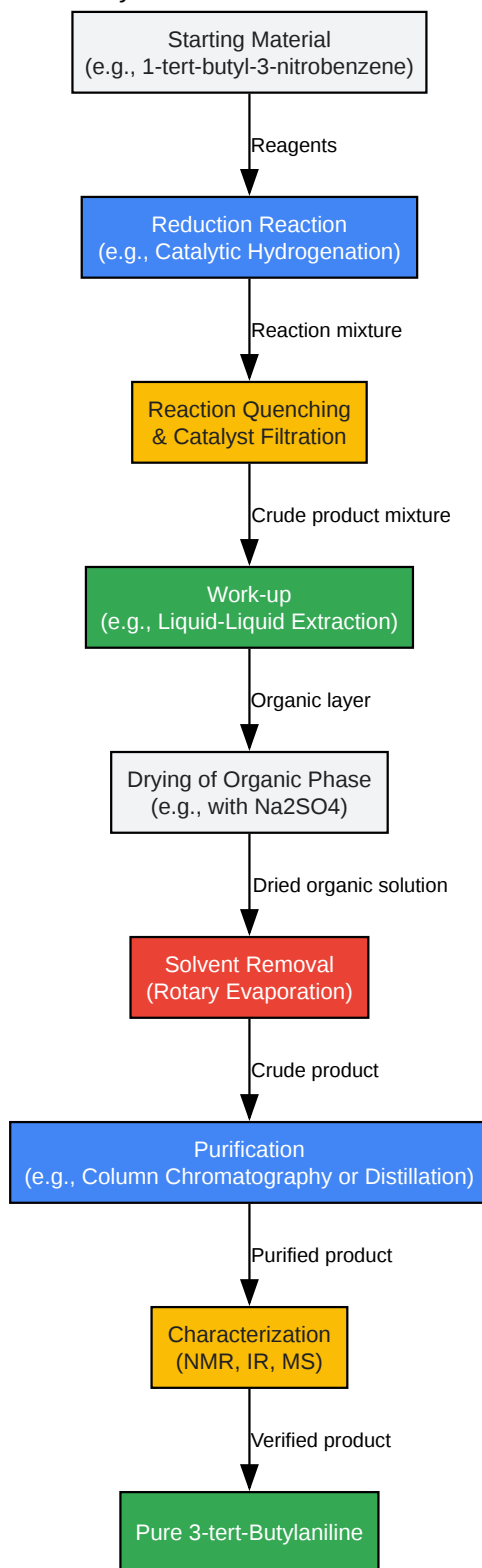 Starting Material
(e.g., 1-tert-butyl-3-nitrobenzene)
Reagents
Reduction Reaction
(e.g., Catalytic Hydrogenation)
Reaction mixture
Reaction Quenching
& Catalyst Filtration
Crude product mixture
Work-up
(e.g., Liquid-Liquid Extraction)
Organic layer
Drying of Organic Phase
(e.g., with Na2SO4)
Dried organic solution
Solvent Removal
(Rotary Evaporation)
Crude product
Purification
(e.g., Column Chromatography or Distillation)
Purified product
Characterization
(NMR, IR, MS)
Verified product
Pure 3-tert-Butylaniline